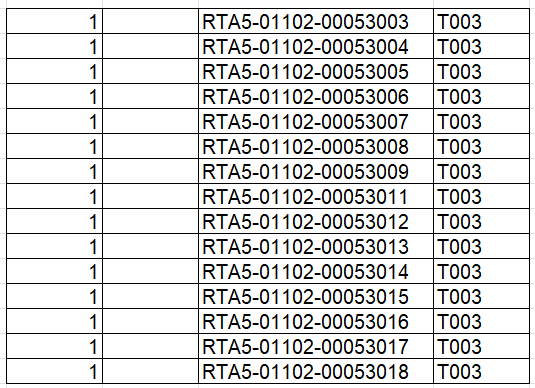 1 RTA5-01102-00053003 T003
1 RTA5-01102-00053004 T003
1 RTA5-01102-00053005 T003
1 RTA5-01102-00053006 T003
1 RTA5-01102-00053007 T003
1 RTA5-01102-00053008 T003
1 RTA5-01102-00053009 T003
1 RTA5-01102-00053011 T003
1 RTA5-01102-00053012 T003
1 RTA5-01102-00053013 T003
1 RTA5-01102-00053014 T003
1 RTA5-01102-00053015 T003
1 RTA5-01102-00053016 T003
1 RTA5-01102-00053017 T003
1 RTA5-01102-00053018 T003